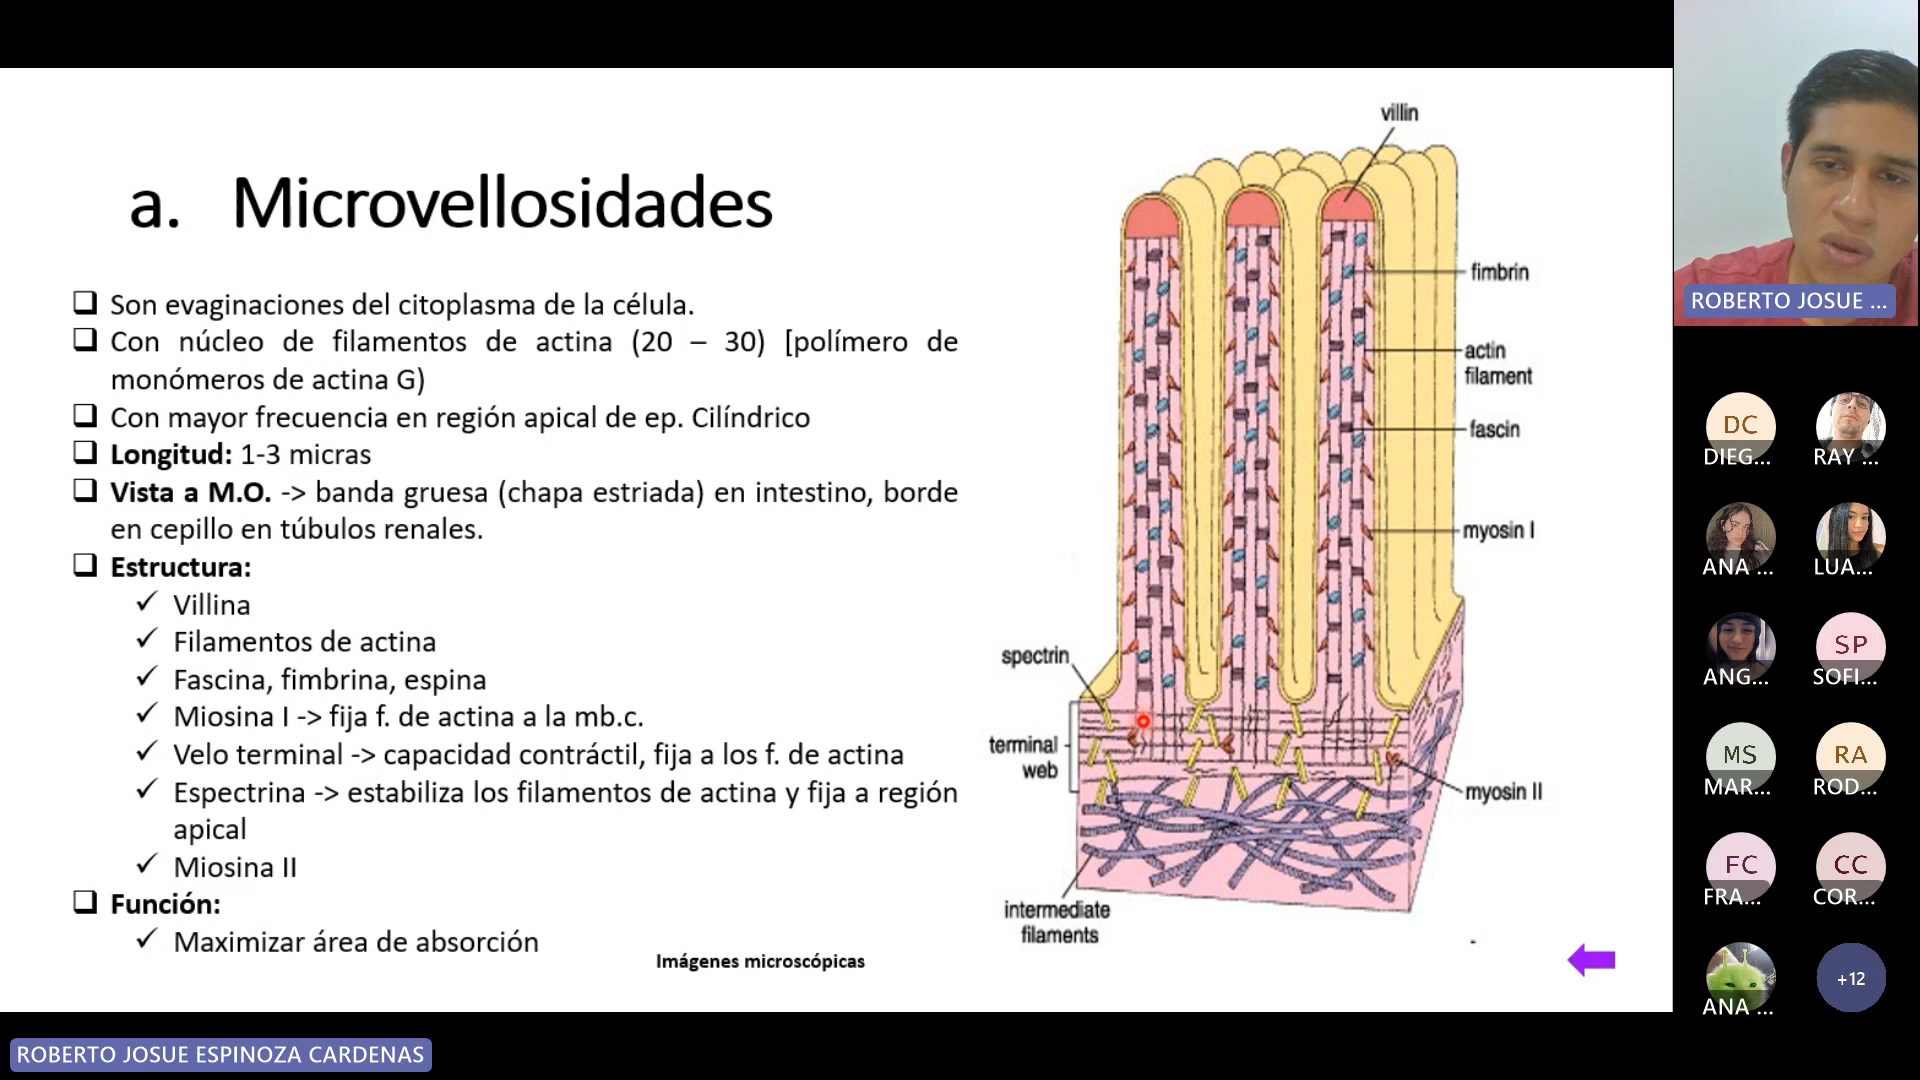 a. Microvellosidades
Son evaginaciones del citoplasma de la célula.
Con núcleo de filamentos de actina (20 – 30) [polímero de
monómeros de actina G)
Con mayor frecuencia en región apical de ep. Cilíndrico
Longitud: 1-3 micras
Vista a M.O. -> banda gruesa (chapa estriada) en intestino, borde
en cepillo en túbulos renales.
Estructura:
Villina
Filamentos de actina
Fascina, fimbrina, espina
Miosina I -> fija f. de actina a la mb.c.
Velo terminal -> capacidad contráctil, fija a los f. de actina
Espectrina -> estabiliza los filamentos de actina y fija a región
apical
Miosina II
Función:
Maximizar área de absorción
Imágenes microscópicas
villin
fimbrin
actin
filament
fascin
myosin I
spectrin
terminal
web
myosin II
intermediate
filaments
ROBERTO JOSUE ...
DC
DIEG...
RAY ...
ANA ...
LUA...
ANG...
SP
SOFI...
MS
MAR...
RA
ROD...
FC
FRA...
CC
COR...
ANA ...
+12
ROBERTO JOSUE ESPINOZA CARDENAS